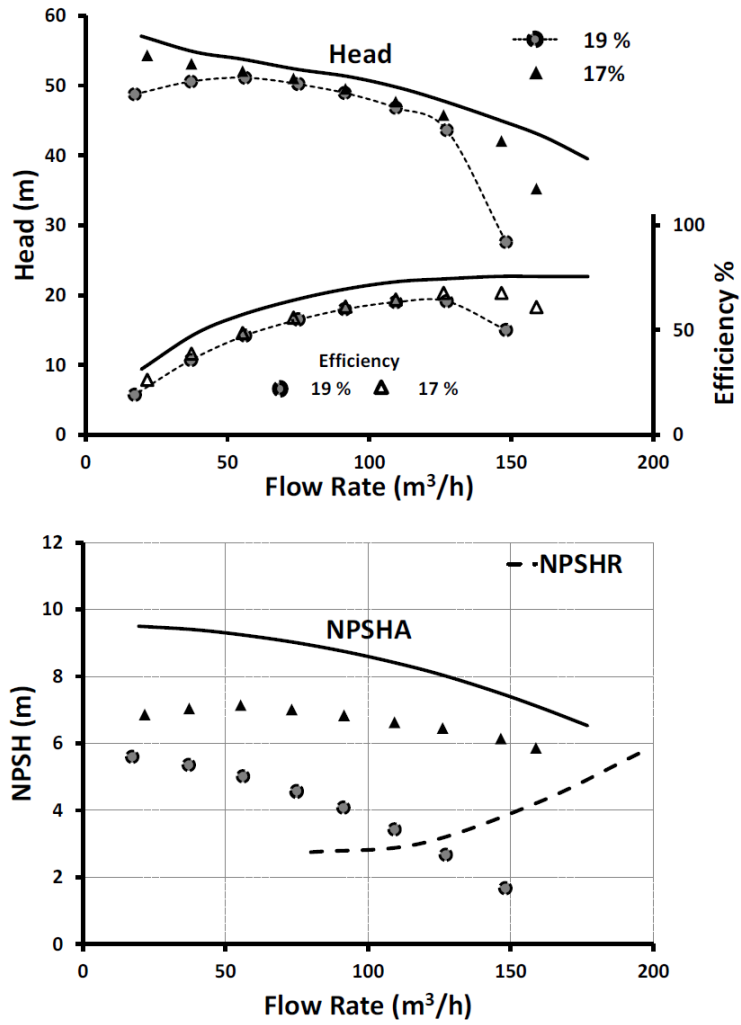 60
50
40
30
20
10
0
Head (m)
Head
19 %
17%
100
50
0
Efficiency %
Efficiency
19 % 17 %
0 50 100 150 200
Flow Rate (m³/h)
12
10
8
6
4
2
0
NPSH (m)
NPSHR
NPSHA
0 50 100 150 200
Flow Rate (m³/h)